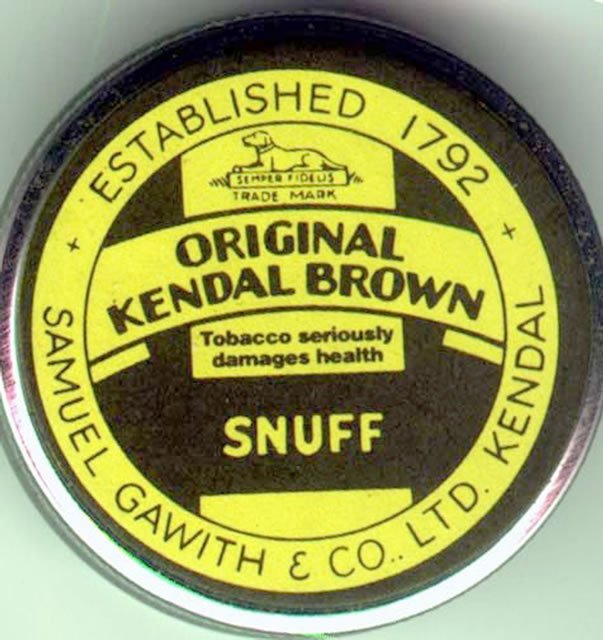 ESTABLISHED 1792
SEMPER FIDELIS
TRADE MARK
ORIGINAL
KENDAL BROWN
Tobacco seriously
damages health
SNUFF
SAMUEL GAWITH & CO.. LTD. KENDAL